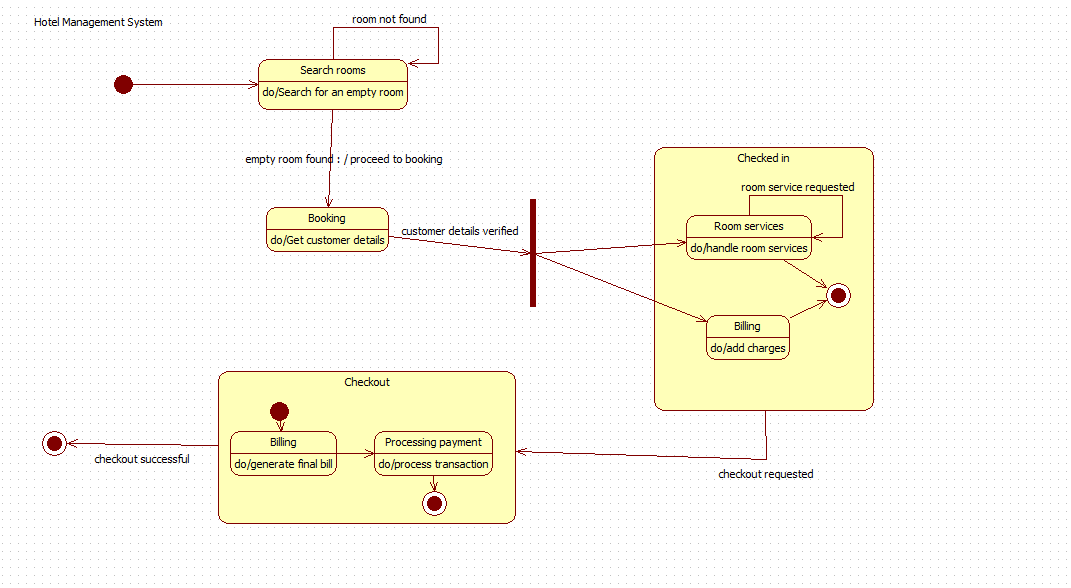 Hotel Management System
room not found
Search rooms
do/Search for an empty room
empty room found : / proceed to booking
Booking
do/Get customer details
customer details verified
Checked in
room service requested
Room services
do/handle room services
Billing
do/add charges
checkout requested
Checkout
Billing
do/generate final bill
Processing payment
do/process transaction
checkout successful